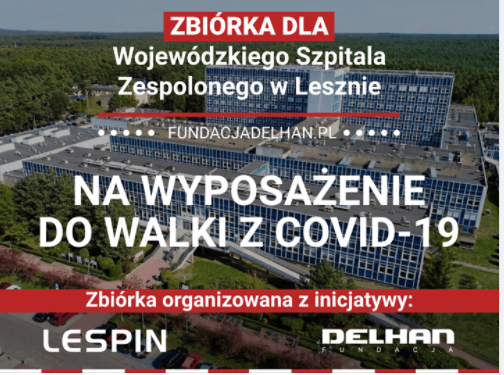 ZBIÓRKA DLA
Wojewódzkiego Szpitala
Zespolonego w Lesznie
FUNDACJADELHAN.PL
NA WYPOSAŻENIE
DO WALKI Z COVID-19
Zbiórka organizowana z inicjatywy:
LESPIN
DELHAN
FUNDACJA